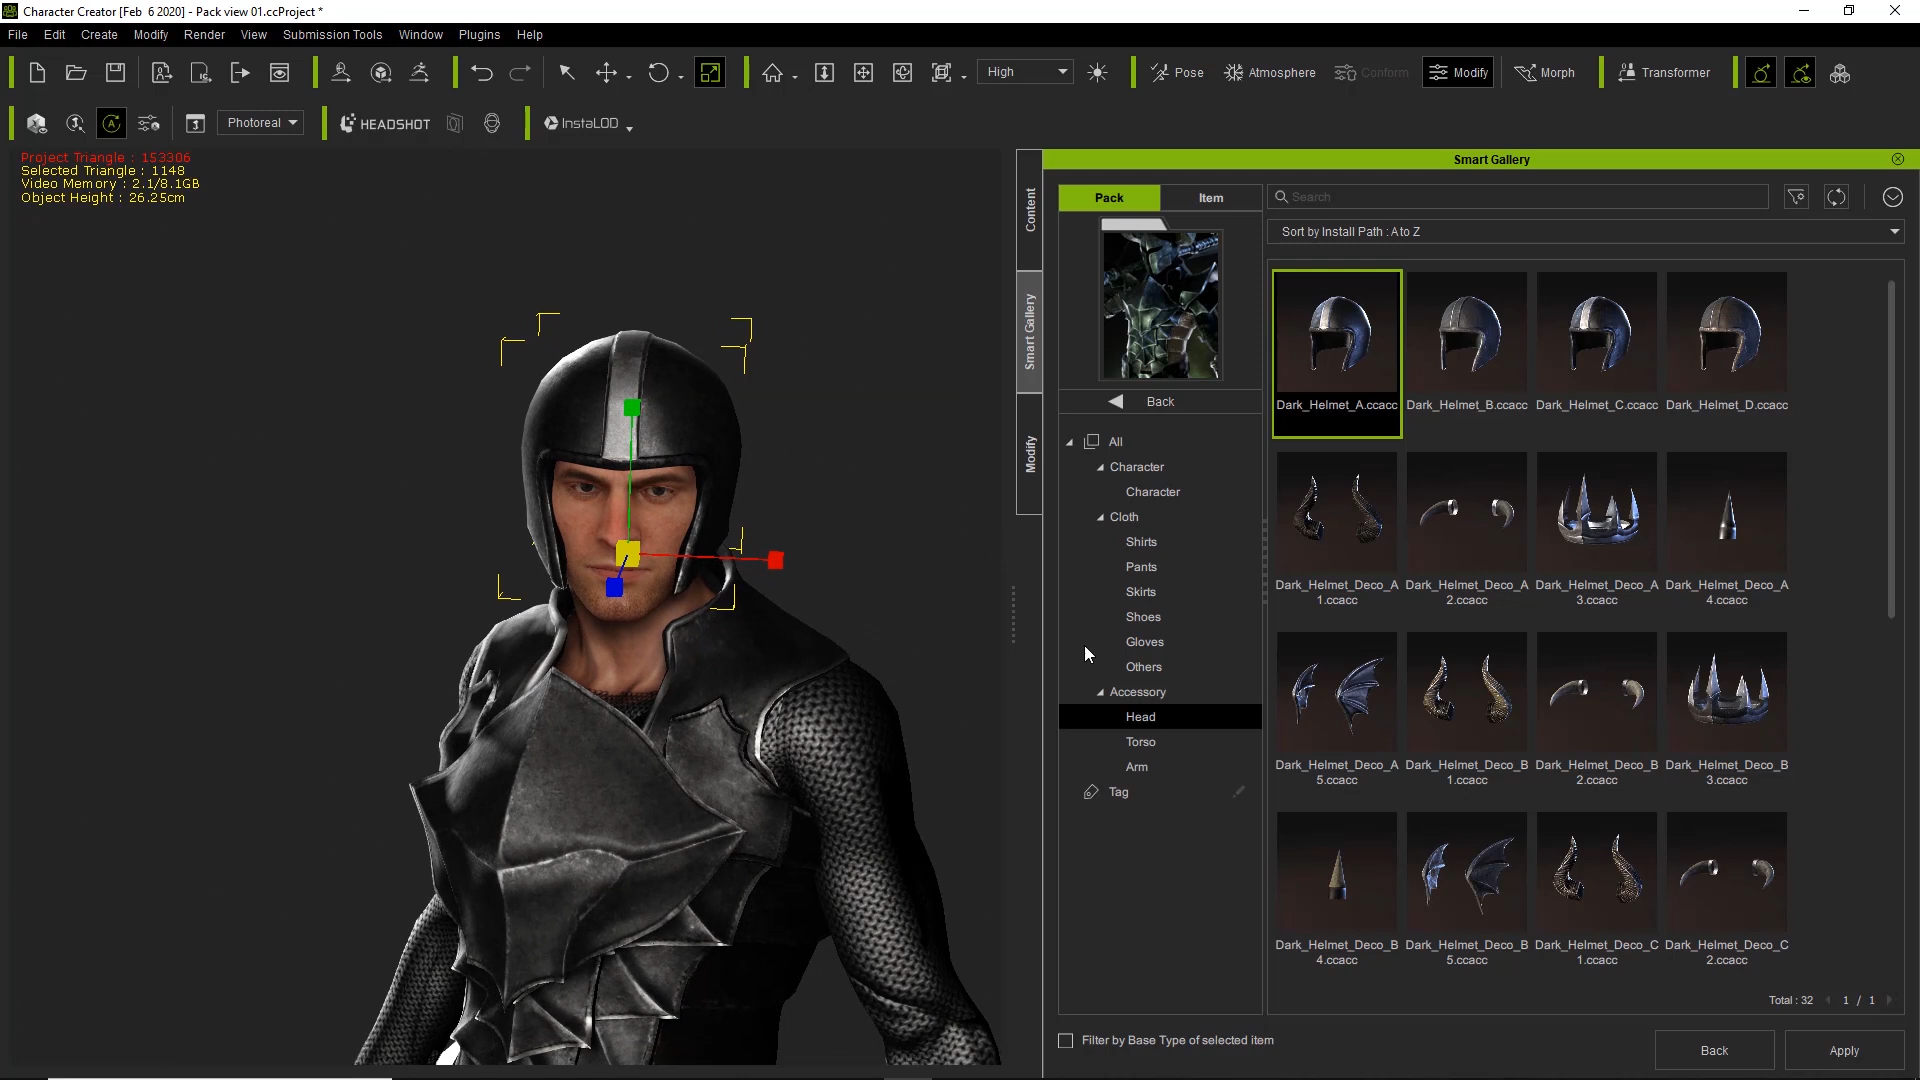 Character Creator [Feb  6 2020] - Pack view 01.ccProject *
File Edit Create Modify Render View Submission Tools Window Plugins Help
High Pose Atmosphere Conform Modify Morph Transformer
Photoreal HEADSHOT InstaLOD
Project Triangle : 153306
Selected Triangle : 1148
Video Memory : 2.1/8.1GB
Object Height : 26.25cm
Content
Smart Gallery
Modify
Smart Gallery
Pack Item
Search
Sort by Install Path : A to Z
Back
All
Character
Character
Cloth
Shirts
Pants
Skirts
Shoes
Gloves
Others
Accessory
Head
Torso
Arm
Tag
Dark_Helmet_A.ccacc Dark_Helmet_B.ccacc Dark_Helmet_C.ccacc Dark_Helmet_D.ccacc
Dark_Helmet_Deco_A Dark_Helmet_Deco_A Dark_Helmet_Deco_A Dark_Helmet_Deco_A
1.ccacc 2.ccacc 3.ccacc 4.ccacc
Dark_Helmet_Deco_A Dark_Helmet_Deco_B Dark_Helmet_Deco_B Dark_Helmet_Deco_B
5.ccacc 1.ccacc 2.ccacc 3.ccacc
Dark_Helmet_Deco_B Dark_Helmet_Deco_B Dark_Helmet_Deco_C Dark_Helmet_Deco_C
4.ccacc 5.ccacc 1.ccacc 2.ccacc
Total : 32 1 / 1
Filter by Base Type of selected item
Back Apply